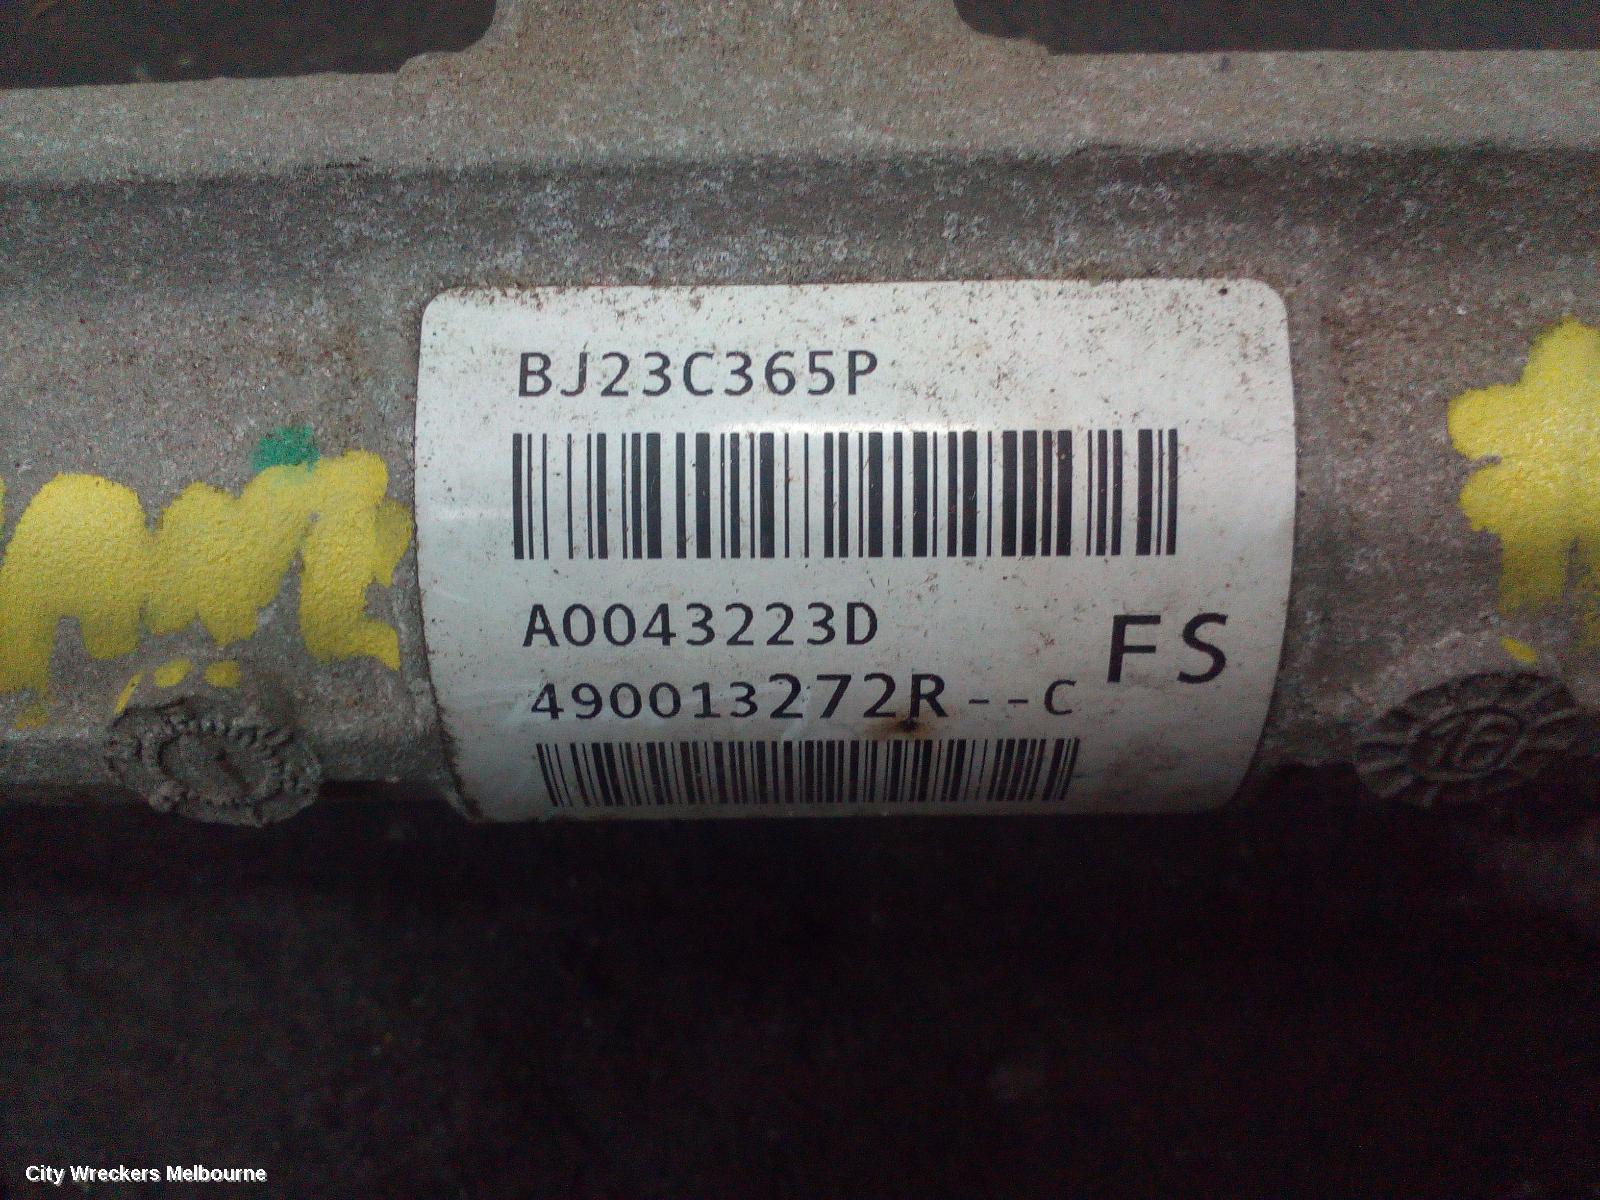 BJ23C365P
A0043223D
FS
490013272R--C
City Wreckers Melbourne